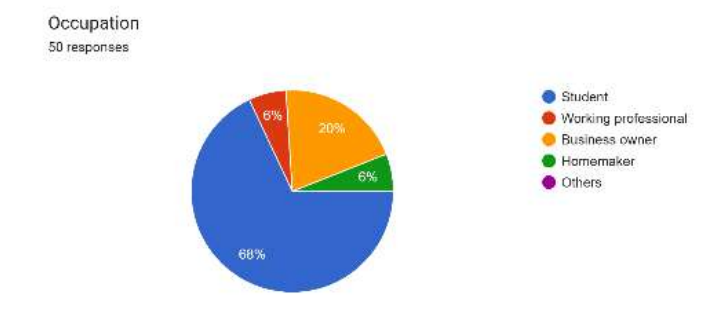 Occupation
50 responses
6%
20%
6%
68%
Student
Working professional
Business owner
Homemaker
Others